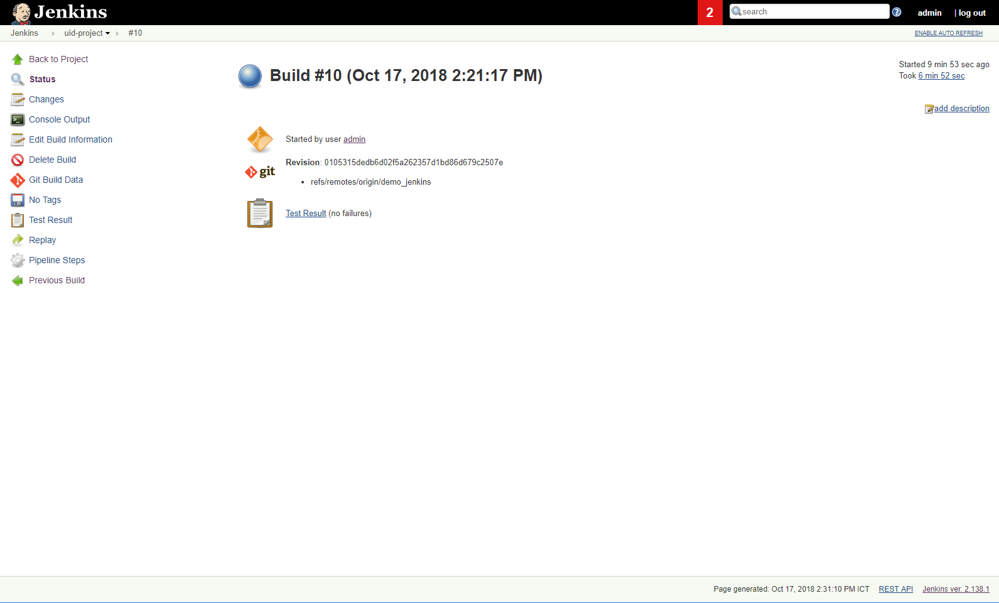 Jenkins
2
search
admin
| log out
Jenkins
uid-project
#10
ENABLE AUTO REFRESH
Back to Project
Status
Changes
Console Output
Edit Build Information
Delete Build
Git Build Data
No Tags
Test Result
Replay
Pipeline Steps
Previous Build
Build #10 (Oct 17, 2018 2:21:17 PM)
Started 9 min 53 sec ago
Took 6 min 52 sec
add description
Started by user admin
git
Revision: 0105315dedb6d02f5a262357d1bd86d679c2507e
refs/remotes/origin/demo_jenkins
Test Result (no failures)
Page generated: Oct 17, 2018 2:31:10 PM ICT
REST API
Jenkins ver. 2.138.1